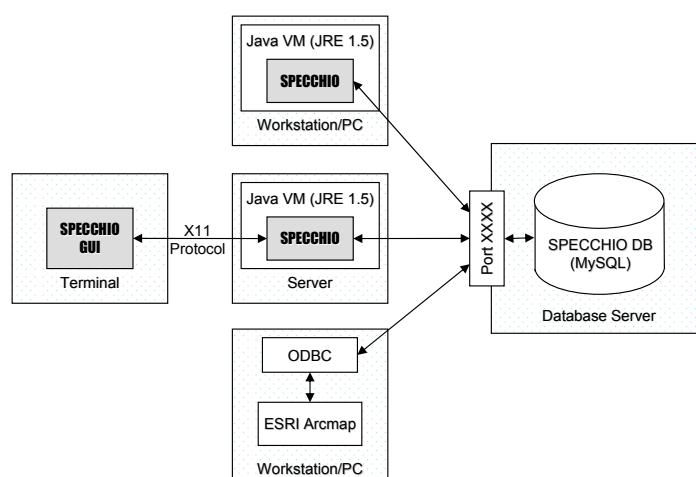 Java VM (JRE 1.5)
SPECCHIO
Workstation/PC
SPECCHIO
GUI
Terminal
X11
Protocol
Java VM (JRE 1.5)
SPECCHIO
Server
Port XXXX
SPECCHIO DB
(MySQL)
Database Server
ODBC
ESRI Arcmap
Workstation/PC